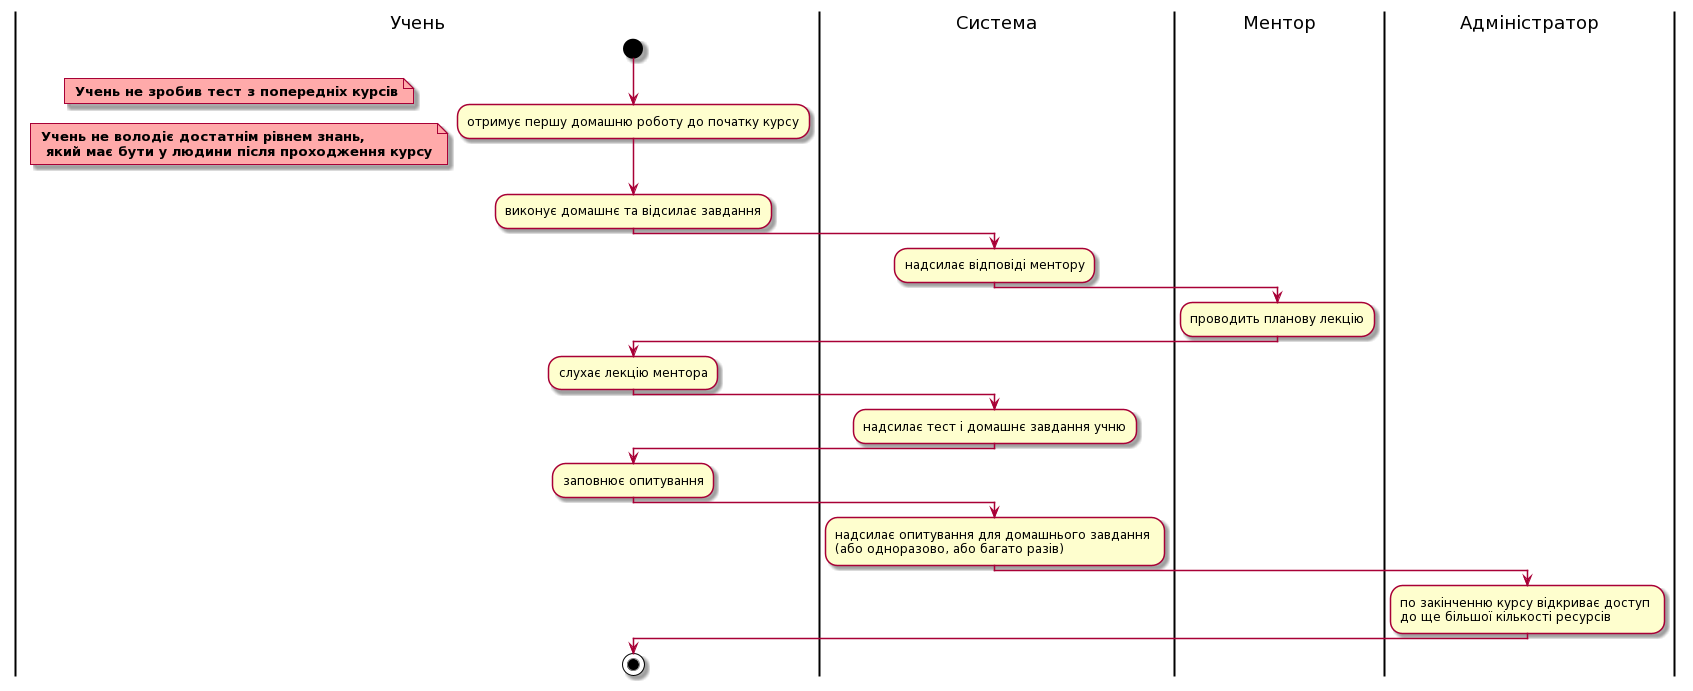 Учень
Система
Ментор
Адміністратор
Учень не зробив тест з попередніх курсів
отримує першу домашню роботу до початку курсу
Учень не володіє достатнім рівнем знань,
який має бути у людини після проходження курсу
виконує домашнє та відсилає завдання
надсилає відповіді ментору
проводить планову лекцію
слухає лекцію ментора
надсилає тест і домашнє завдання учню
заповнює опитування
надсилає опитування для домашнього завдання
(або одноразово, або багато разів)
по закінченню курсу відкриває доступ
до ще більшої кількості ресурсів